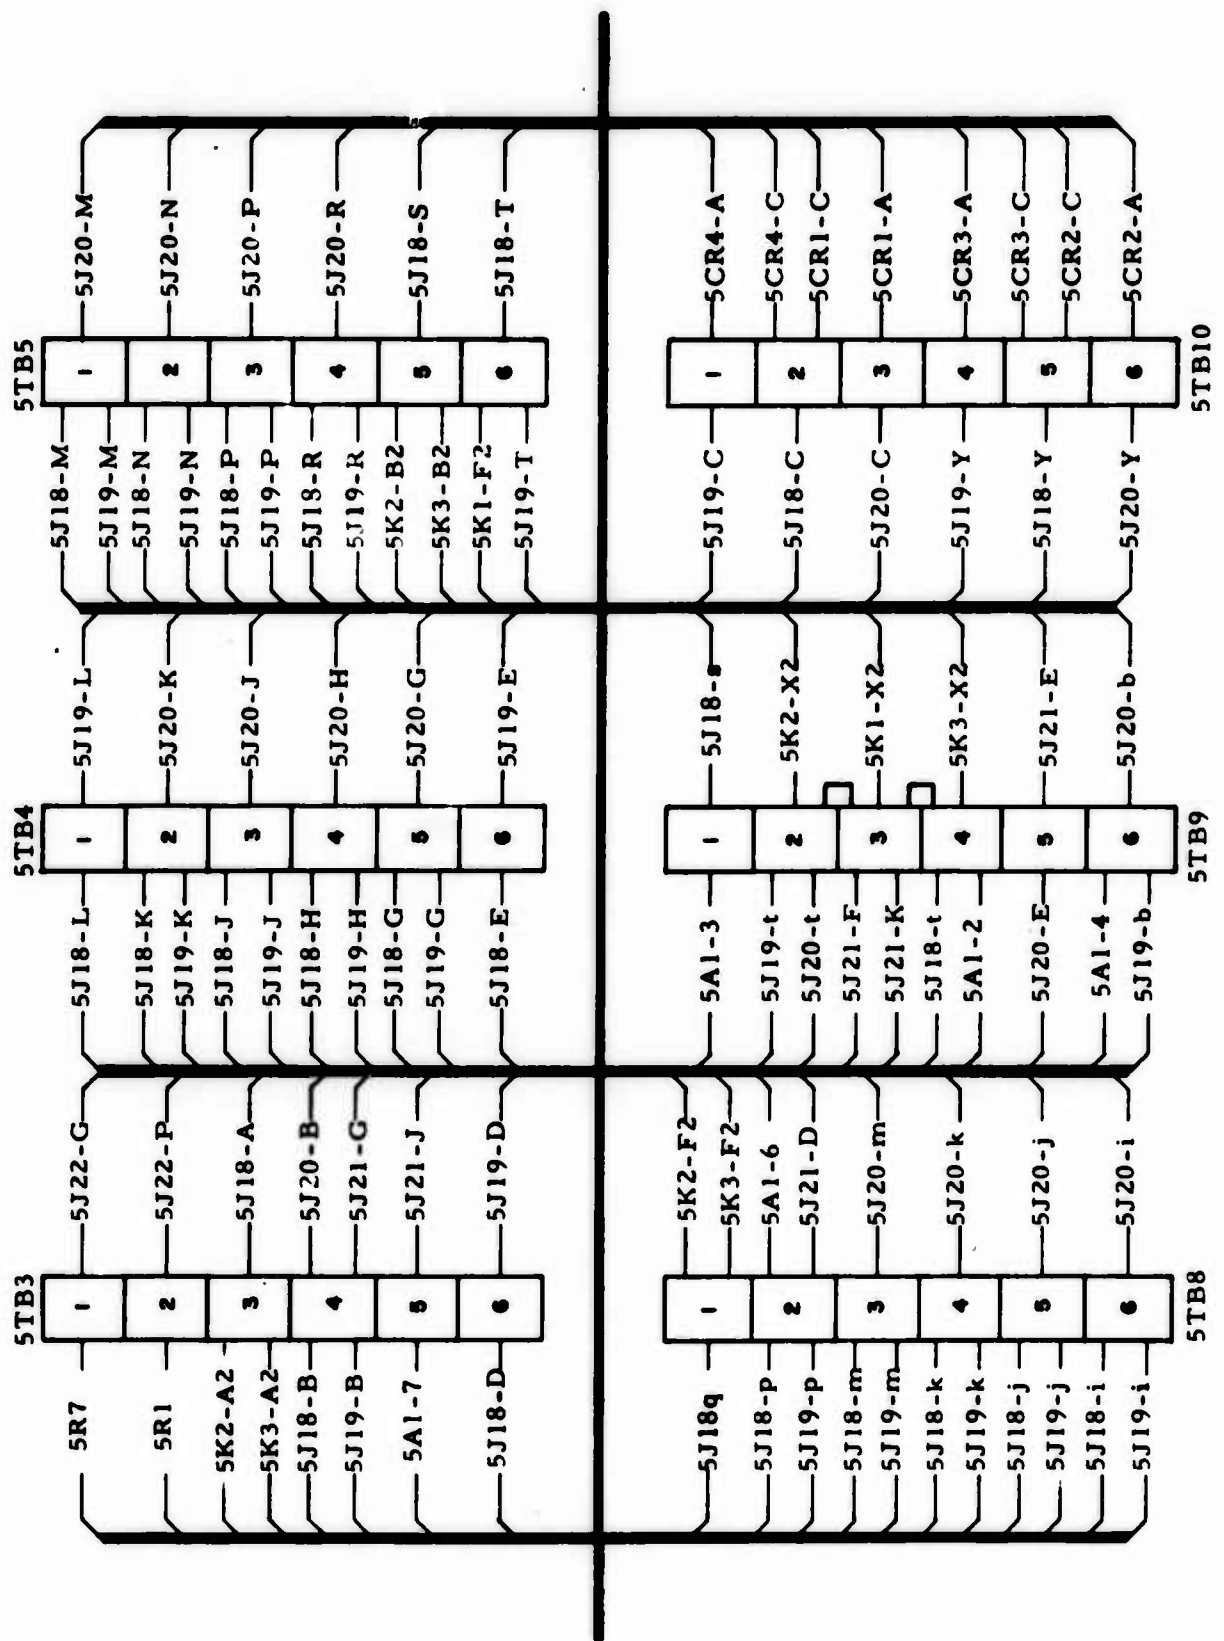 5TB3
5R7 1 5J22-G
5R1 2 5J22-P
5K2-A2 3 5J18-A
5K3-A2
5J18-B 4 5J20-B
5J19-B 5J21-G
5A1-7 5 5J21-J
5J18-D 6 5J19-D
5TB4
5J18-L 1 5J19-L
5J18-K 2 5J20-K
5J19-K
5J18-J 3 5J20-J
5J19-J
5J18-H 4 5J20-H
5J19-H
5J18-G 5 5J20-G
5J19-G
5J18-E 6 5J19-E
5TB5
5J18-M 1 5J20-M
5J19-M
5J18-N 2 5J20-N
5J19-N
5J18-P 3 5J20-P
5J19-P
5J18-R 4 5J20-R
5J19-R
5K2-B2 5 5J18-S
5K3-B2
5K1-F2 6 5J18-T
5J19-T
5J18q 1 5K2-F2
5K3-F2
5J18-p 2 5A1-6
5J19-p 5J21-D
5J18-m 3 5J20-m
5J19-m
5J18-k 4 5J20-k
5J19-k
5J18-j 5 5J20-j
5J19-j
5J18-i 6 5J20-i
5J19-i
5TB8
5A1-3 1 5J18-s
5J19-t 2 5K2-X2
5J20-t
5J21-F 3 5K1-X2
5J21-K
5J18-t 4 5K3-X2
5A1-2
5J20-E 5 5J21-E
5A1-4 6 5J20-b
5J19-b
5TB9
5J19-C 1 5CR4-A
5J18-C 2 5CR4-C
5CR1-C
5J20-C 3 5CR1-A
5J19-Y 4 5CR3-A
5J18-Y 5 5CR3-C
5CR2-C
5J20-Y 6 5CR2-A
5TB10